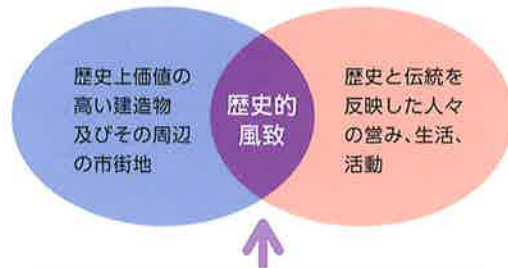 歴史上価値の
高い建造物
及びその周辺
の市街地
歴史的
風致
歴史と伝統を
反映した人々
の営み、生活、
活動